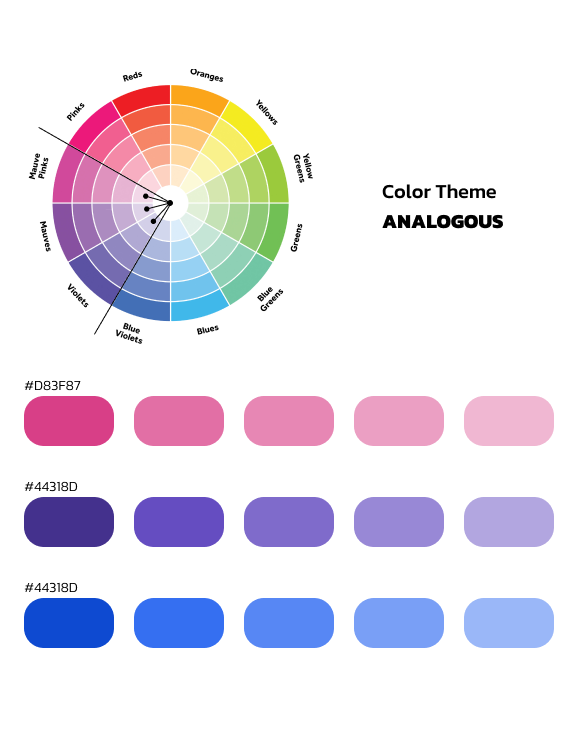 Reds
Oranges
Pinks
Yellows
Mauve
Pinks
Yellow
Greens
Mauves
Greens
Violets
Blue
Greens
Blue
Violets
Blues
Color Theme
ANALOGOUS
#D83F87
#44318D
#44318D